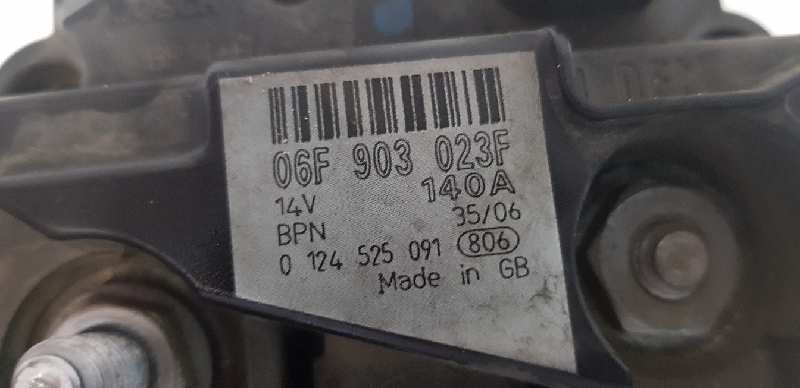 06F 903 023F
14V 140A
BPN 35/06
0 124 525 091 806
Made in GB